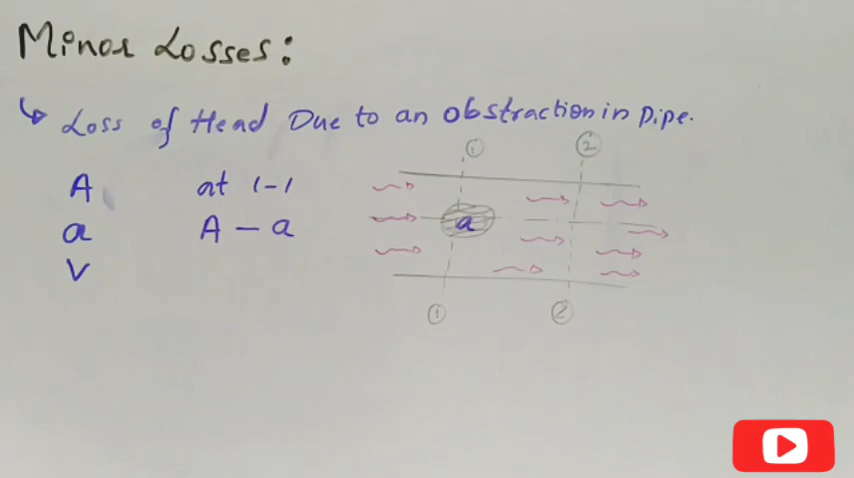 Minor Losses:
↳ Loss of Head Due to an obstraction in pipe.
① ②
A at 1-1
a A - a
V
a
① ②